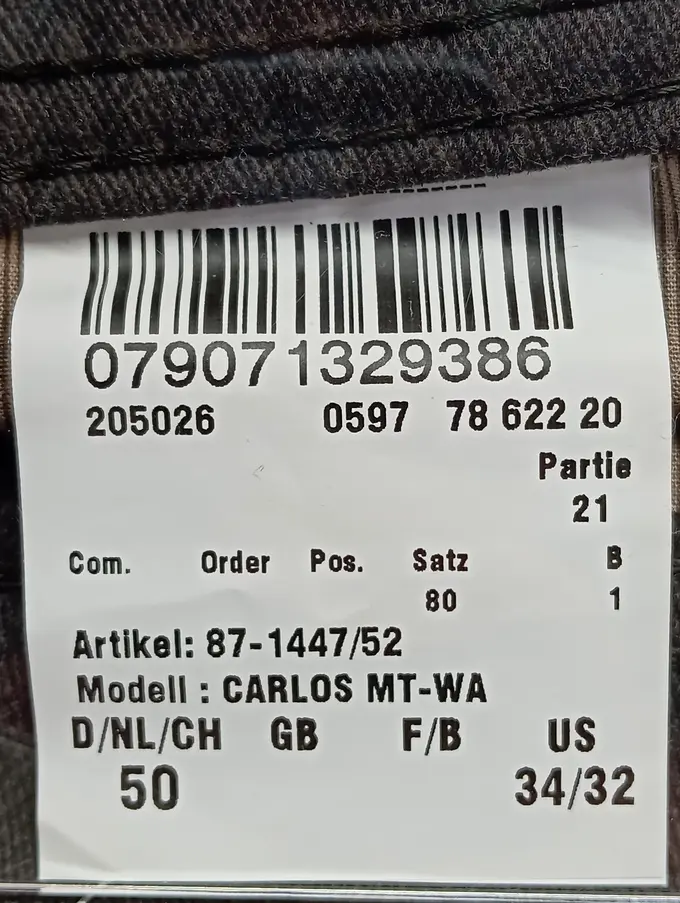 079071329386
205026 0597 78 622 20
Partie
21
Com. Order Pos. Satz B
80 1
Artikel: 87-1447/52
Modell : CARLOS MT-WA
D/NL/CH GB F/B US
50 34/32